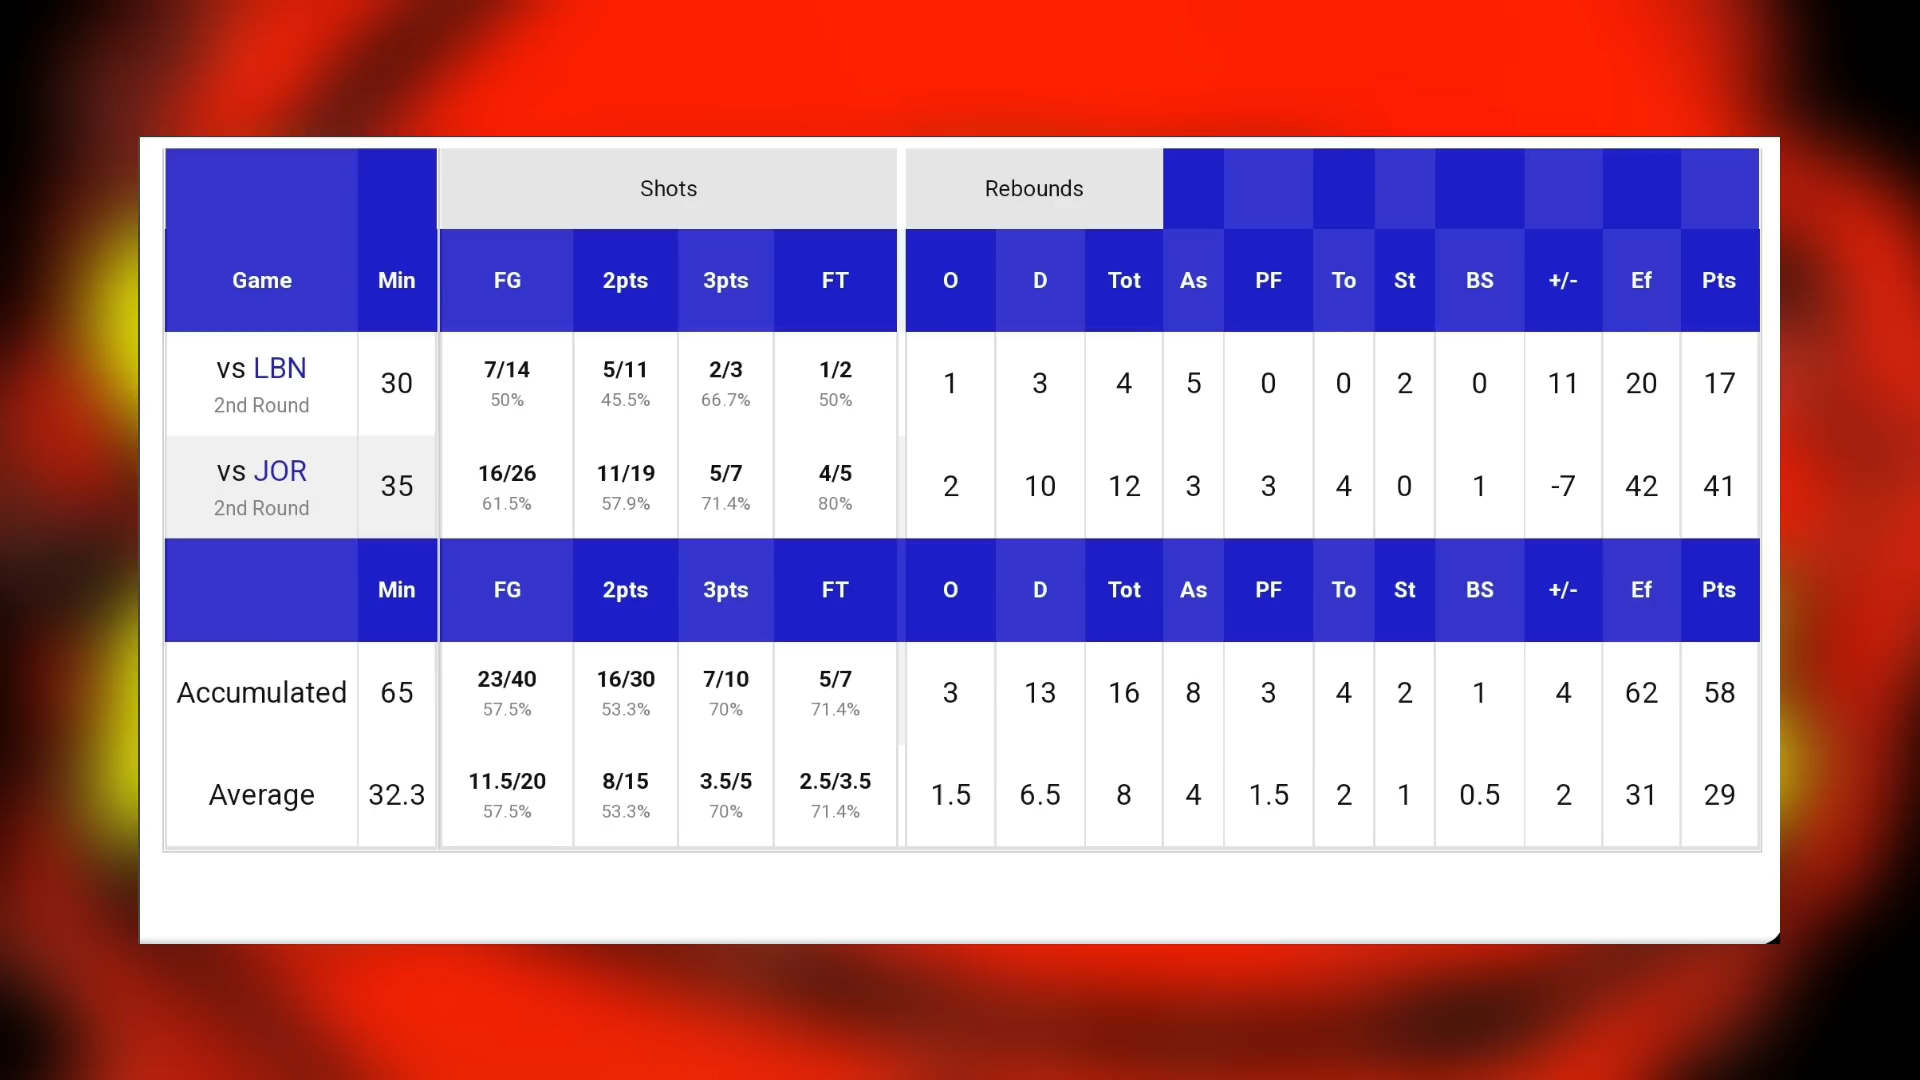 Shots Rebounds
Game Min FG 2pts 3pts FT O D Tot As PF To St BS +/- Ef Pts
vs LBN 30 7/14 5/11 2/3 1/2 1 3 4 5 0 0 2 0 11 20 17
2nd Round 50% 45.5% 66.7% 50%
vs JOR 35 16/26 11/19 5/7 4/5 2 10 12 3 3 4 0 1 -7 42 41
2nd Round 61.5% 57.9% 71.4% 80%
Min FG 2pts 3pts FT O D Tot As PF To St BS +/- Ef Pts
Accumulated 65 23/40 16/30 7/10 5/7 3 13 16 8 3 4 2 1 4 62 58
57.5% 53.3% 70% 71.4%
Average 32.3 11.5/20 8/15 3.5/5 2.5/3.5 1.5 6.5 8 4 1.5 2 1 0.5 2 31 29
57.5% 53.3% 70% 71.4%